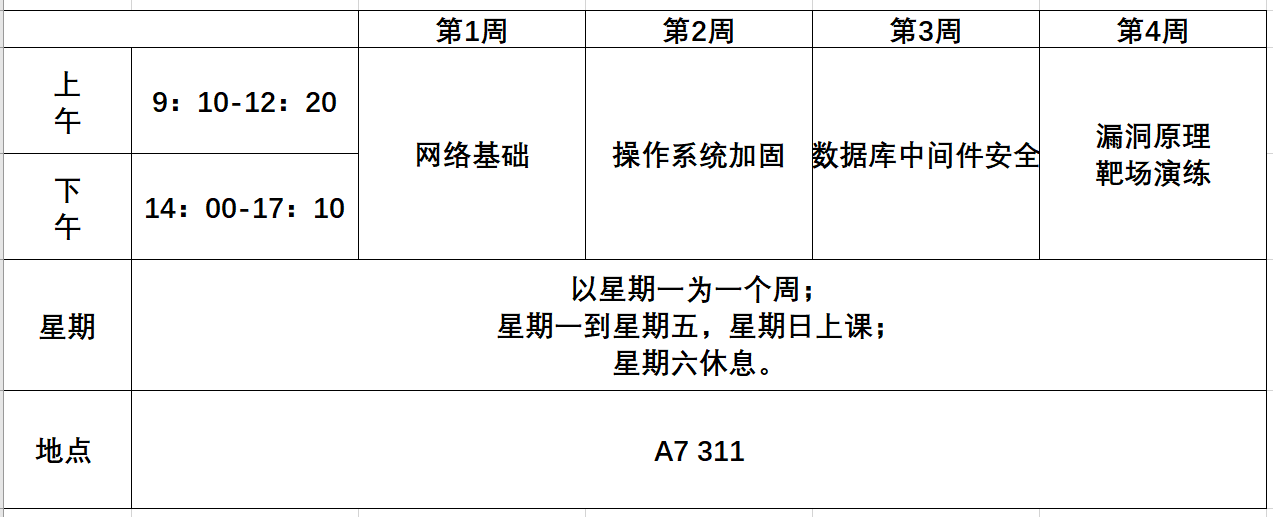 第1周 第2周 第3周 第4周
上午
9：10-12：20
网络基础
操作系统加固
数据库中间件安全
漏洞原理
靶场演练
下午
14：00-17：10
星期
以星期一为一个周；
星期一到星期五，星期日上课；
星期六休息。
地点
A7 311